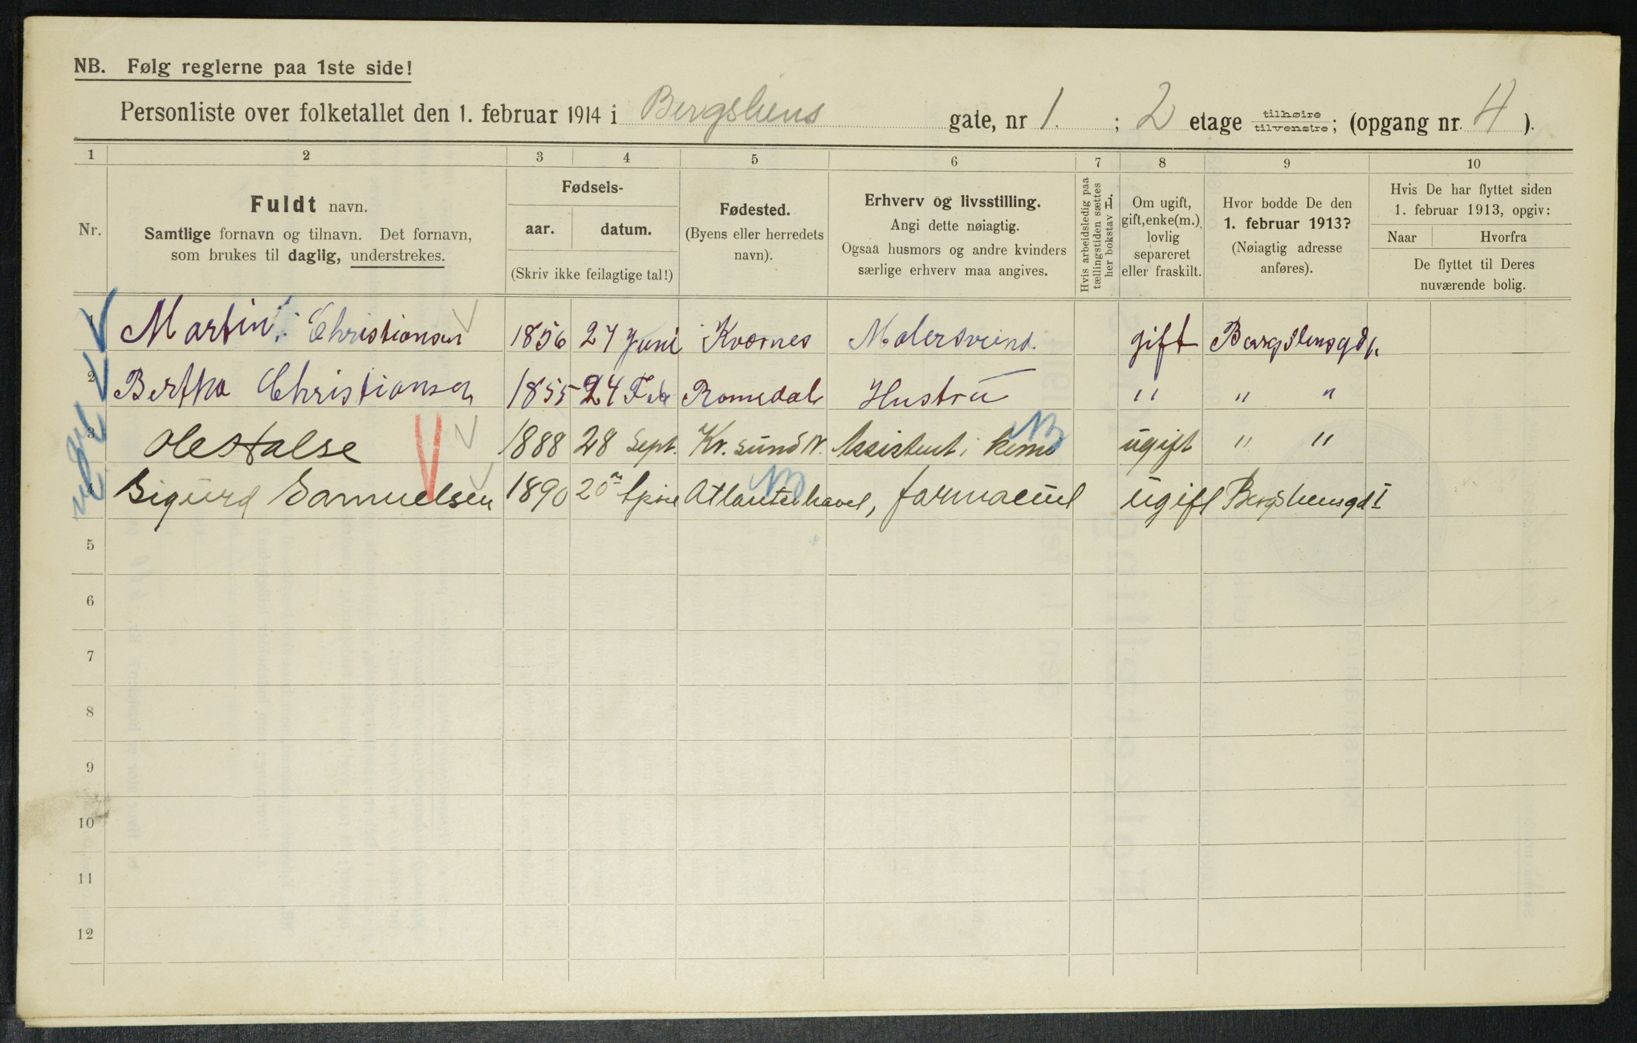 NB. Følg reglerne paa 1ste side!
Personliste over folketallet den 1. februar 1914 i Bergsliens gate, nr 1. ; 2 etage tilhøire tilvenstre; (opgang nr. 4 ).
1 2 3 4 5 6 7 8 9 10
Nr.
Fuldt navn.
Samtlige fornavn og tilnavn. Det fornavn,
som brukes til daglig, understrekes.
Fødsels-
aar. datum.
(Skriv ikke feilagtige tal!)
Fødested.
(Byens eller herredets
navn).
Erhverv og livsstilling.
Angi dette nøiagtig.
Ogsaa husmors og andre kvinders
særlige erhverv maa angives.
Hvis arbeidsledig paa
tællingstiden sættes
her bokstav L.
Om ugift,
gift, enke(m.),
lovlig
separeret
eller fraskilt.
Hvor bodde De den
1. februar 1913?
(Nøiagtig adresse
anføres).
Hvis De har flyttet siden
1. februar 1913, opgiv:
Naar Hvorfra
De flyttet til Deres
nuværende bolig.
Martin Christiansen 1856 27 Juni Kvernes Malersvend. gift Bergsliensgd 1.
2 Bertha Christiansen 1855 24 Feb Romsdal Hustru " " "
3 Ole Halse 1888 28 Sept. Kr. sund N. Assistent i ugift " "
4 Sigurd Samuelsen 1890 20 Atlanterhavet, farmaceut ugift Bergsliensgd I
5
6
7
8
9
10
11
12